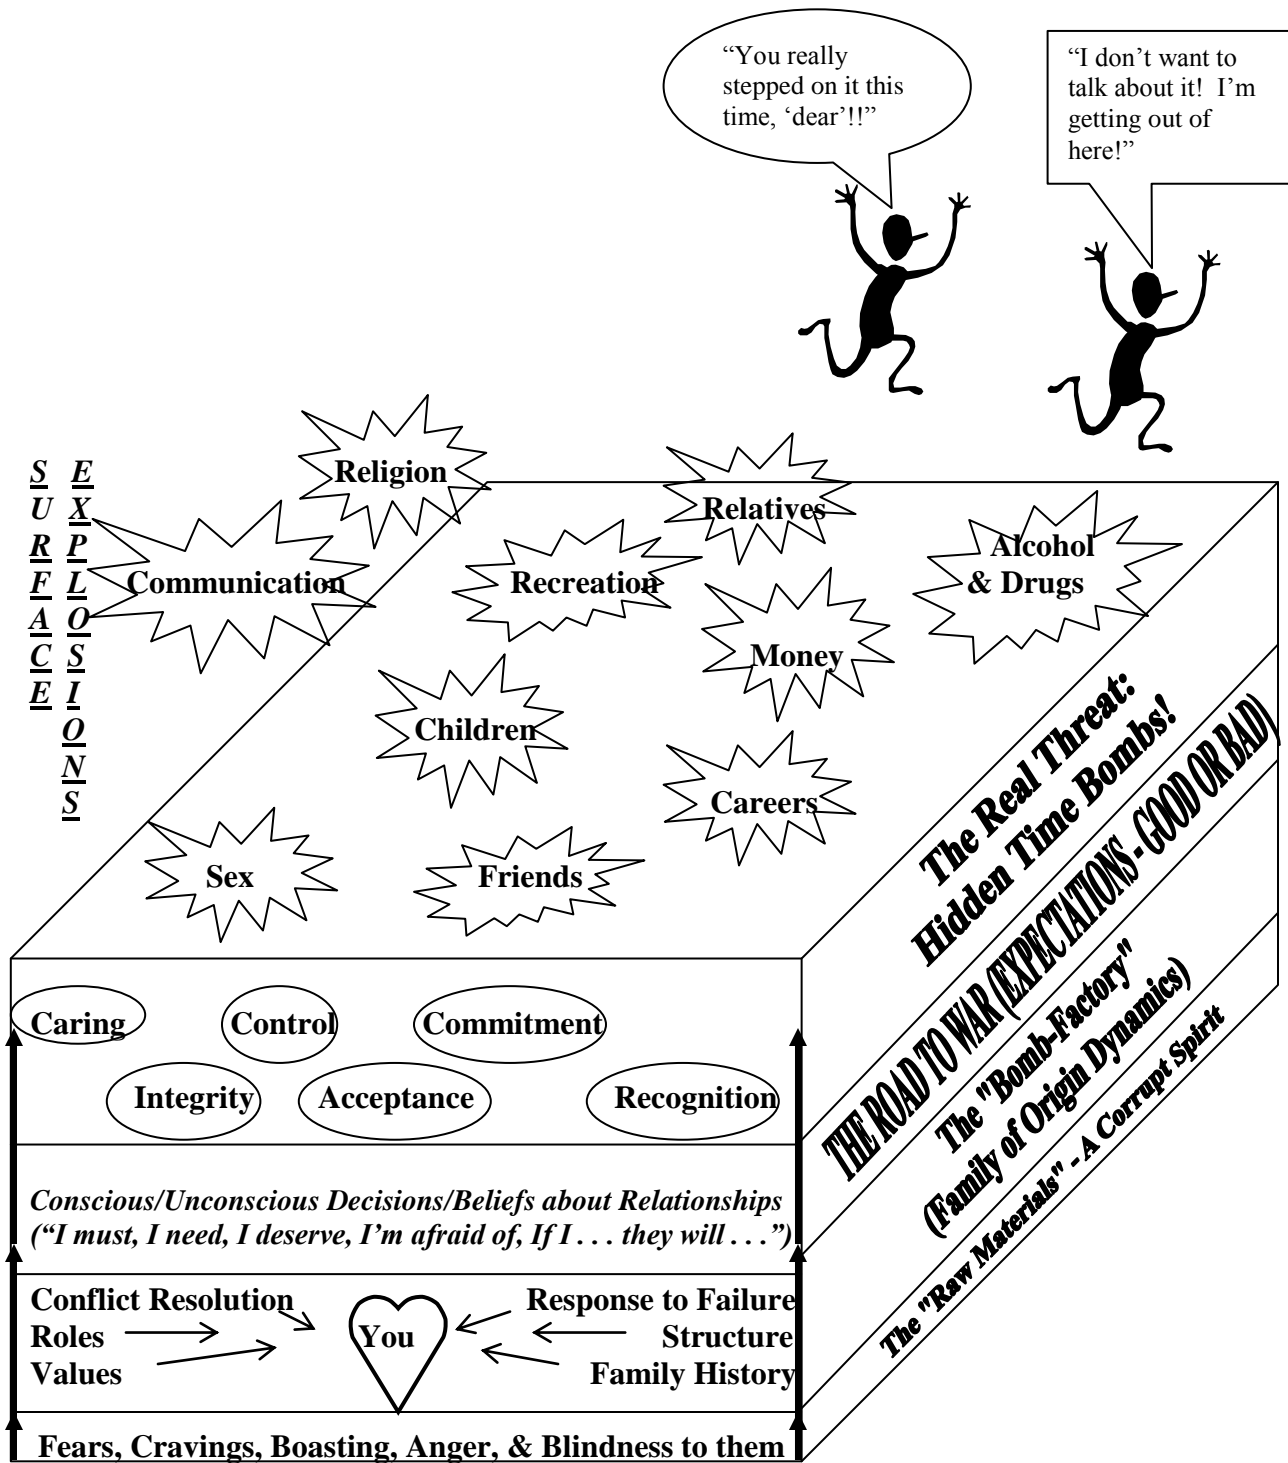 “You really
stepped on it this
time, ‘dear’!!”
“I don’t want to
talk about it!  I’m
getting out of
here!”
SURFACE
EXPLOSIONS
Religion
Relatives
Alcohol
& Drugs
Communication
Recreation
Money
Children
Careers
Sex
Friends
The Real Threat:
Hidden Time Bombs!
THE ROAD TO WAR (EXPECTATIONS - GOOD OR BAD)
The "Bomb-Factory"
(Family of Origin Dynamics)
The "Raw Materials" - A Corrupt Spirit
Caring
Control
Commitment
Integrity
Acceptance
Recognition
Conscious/Unconscious Decisions/Beliefs about Relationships
(“I must, I need, I deserve, I’m afraid of, If I . . . they will . . .”)
Conflict Resolution
Roles
Values
You
Response to Failure
Structure
Family History
Fears, Cravings, Boasting, Anger, & Blindness to them